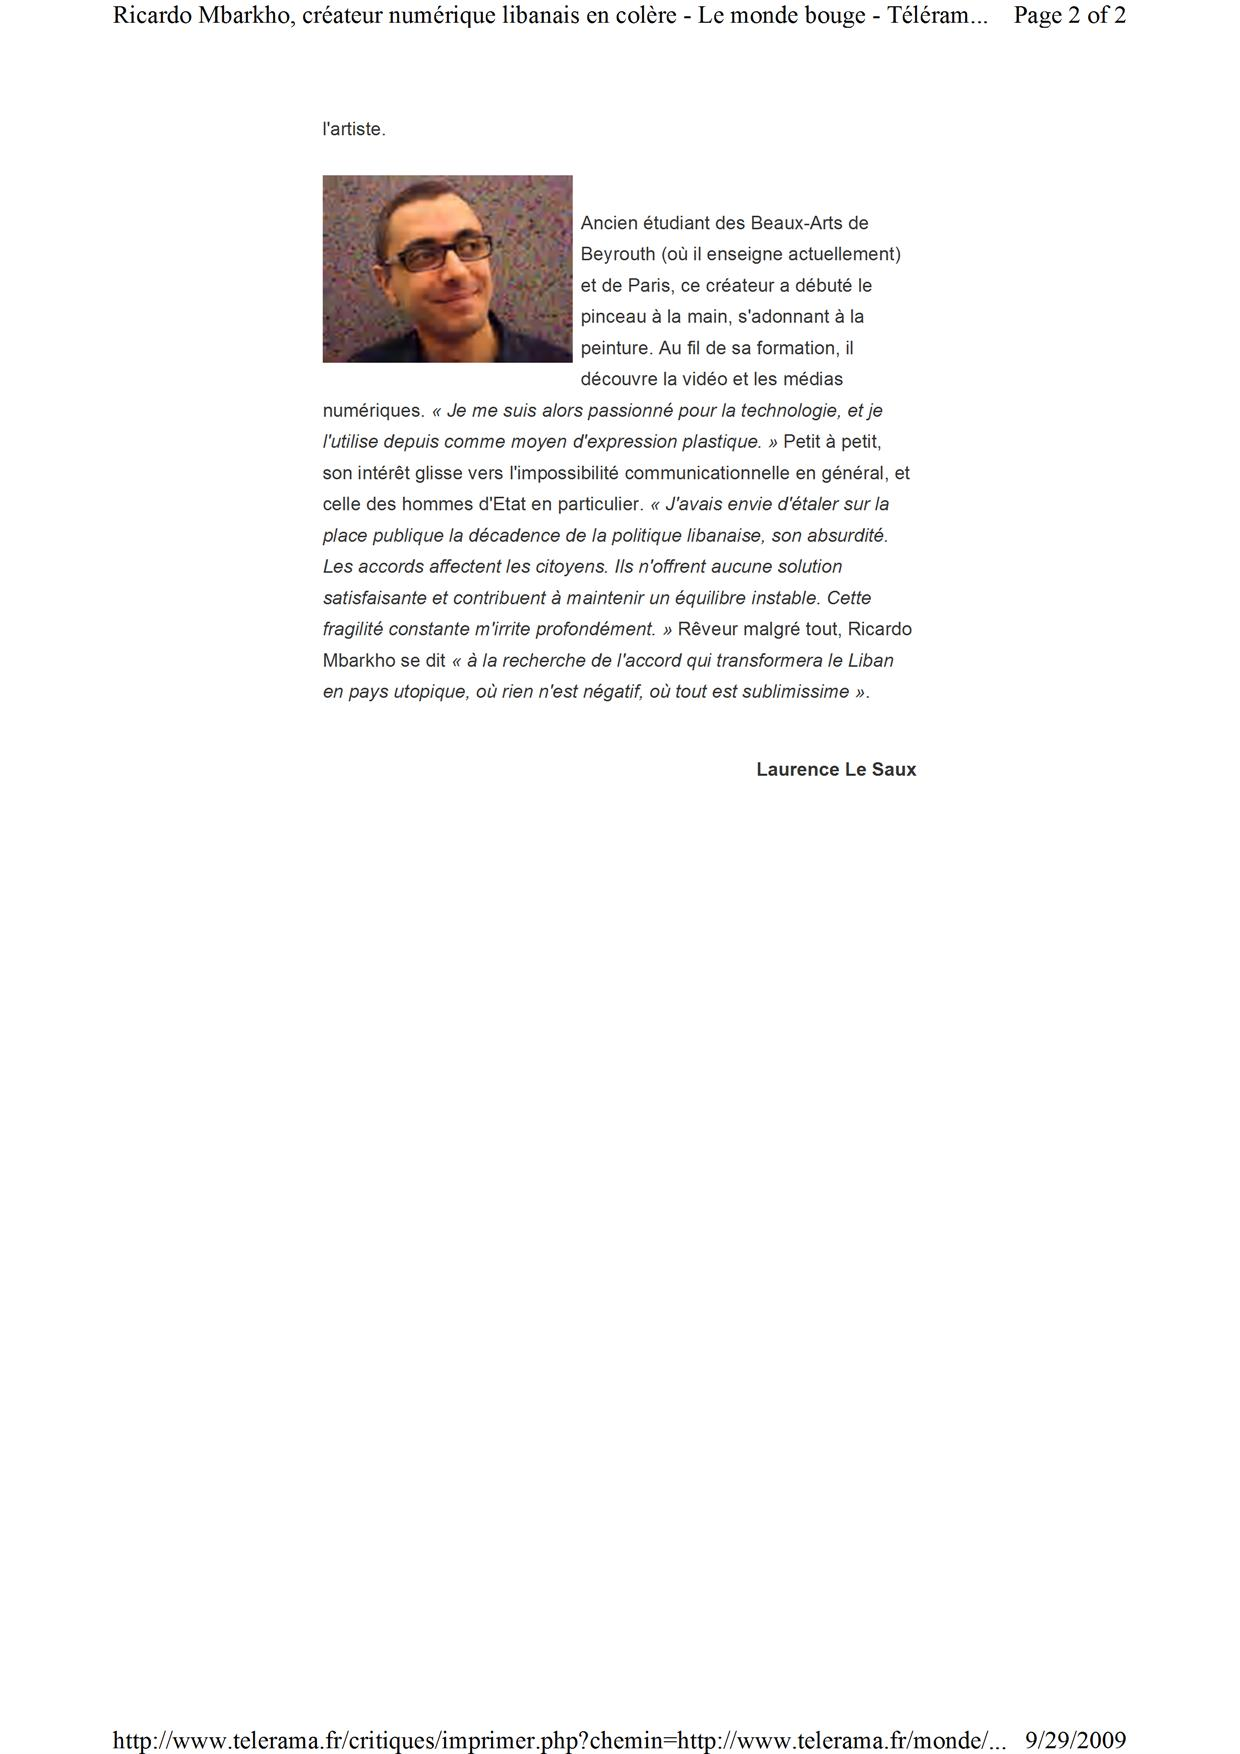 Ricardo Mbarkho, créateur numérique libanais en colère - Le monde bouge - Téléram... Page 2 of 2
l'artiste.
Ancien étudiant des Beaux-Arts de
Beyrouth (où il enseigne actuellement)
et de Paris, ce créateur a débuté le
pinceau à la main, s'adonnant à la
peinture. Au fil de sa formation, il
découvre la vidéo et les médias
numériques. « Je me suis alors passionné pour la technologie, et je
l'utilise depuis comme moyen d'expression plastique. » Petit à petit,
son intérêt glisse vers l'impossibilité communicationnelle en général, et
celle des hommes d'Etat en particulier. « J'avais envie d'étaler sur la
place publique la décadence de la politique libanaise, son absurdité.
Les accords affectent les citoyens. Ils n'offrent aucune solution
satisfaisante et contribuent à maintenir un équilibre instable. Cette
fragilité constante m'irrite profondément. » Rêveur malgré tout, Ricardo
Mbarkho se dit « à la recherche de l'accord qui transformera le Liban
en pays utopique, où rien n'est négatif, où tout est sublimissime ».
Laurence Le Saux
http://www.telerama.fr/critiques/imprimer.php?chemin=http://www.telerama.fr/monde/... 9/29/2009